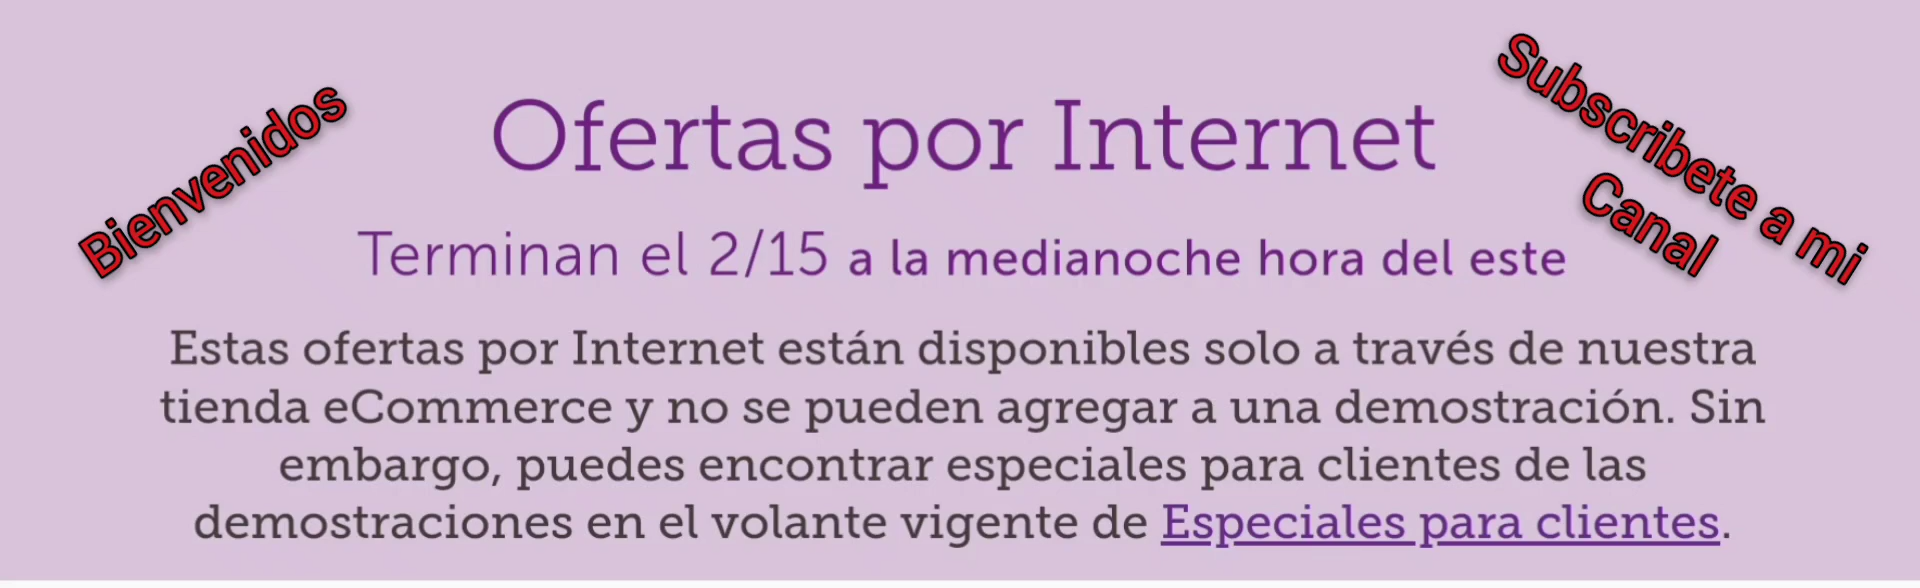 Bienvenidos
Subscribete a mi
Canal
Ofertas por Internet
Terminan el 2/15 a la medianoche hora del este
Estas ofertas por Internet están disponibles solo a través de nuestra
tienda eCommerce y no se pueden agregar a una demostración. Sin
embargo, puedes encontrar especiales para clientes de las
demostraciones en el volante vigente de Especiales para clientes.